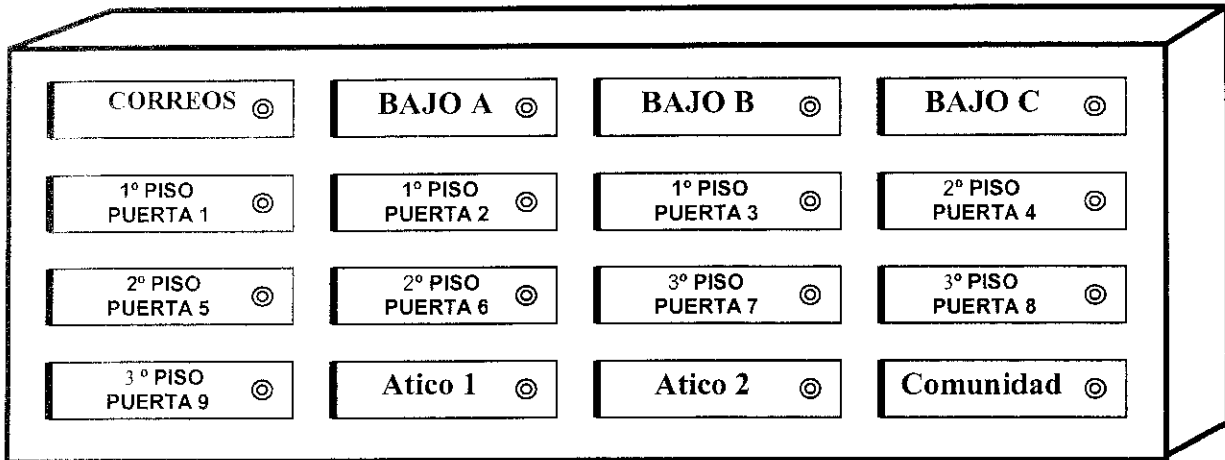 CORREOS
BAJO A
BAJO B
BAJO C
1º PISO
PUERTA 1
1º PISO
PUERTA 2
1º PISO
PUERTA 3
2º PISO
PUERTA 4
2º PISO
PUERTA 5
2º PISO
PUERTA 6
3º PISO
PUERTA 7
3º PISO
PUERTA 8
3 º PISO
PUERTA 9
Atico 1
Atico 2
Comunidad